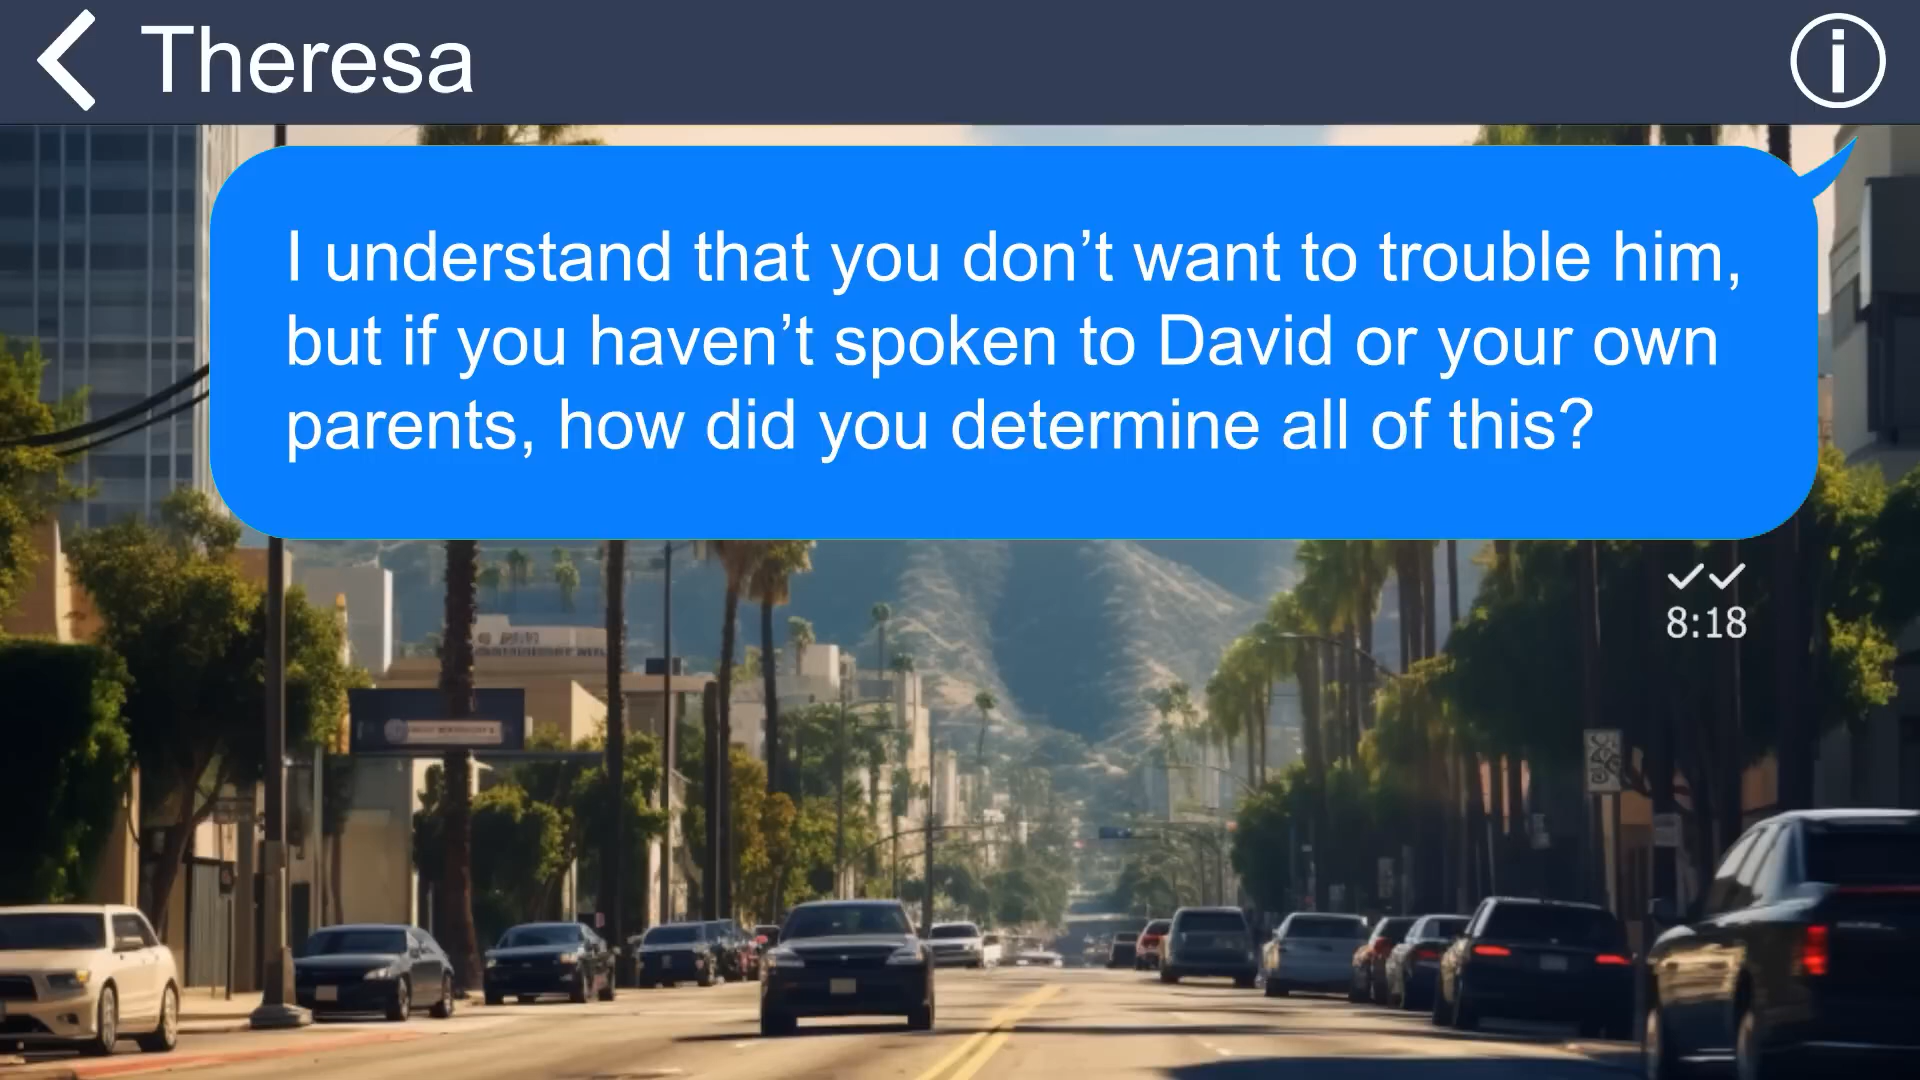 Theresa
I understand that you don’t want to trouble him,
but if you haven’t spoken to David or your own
parents, how did you determine all of this?
8:18